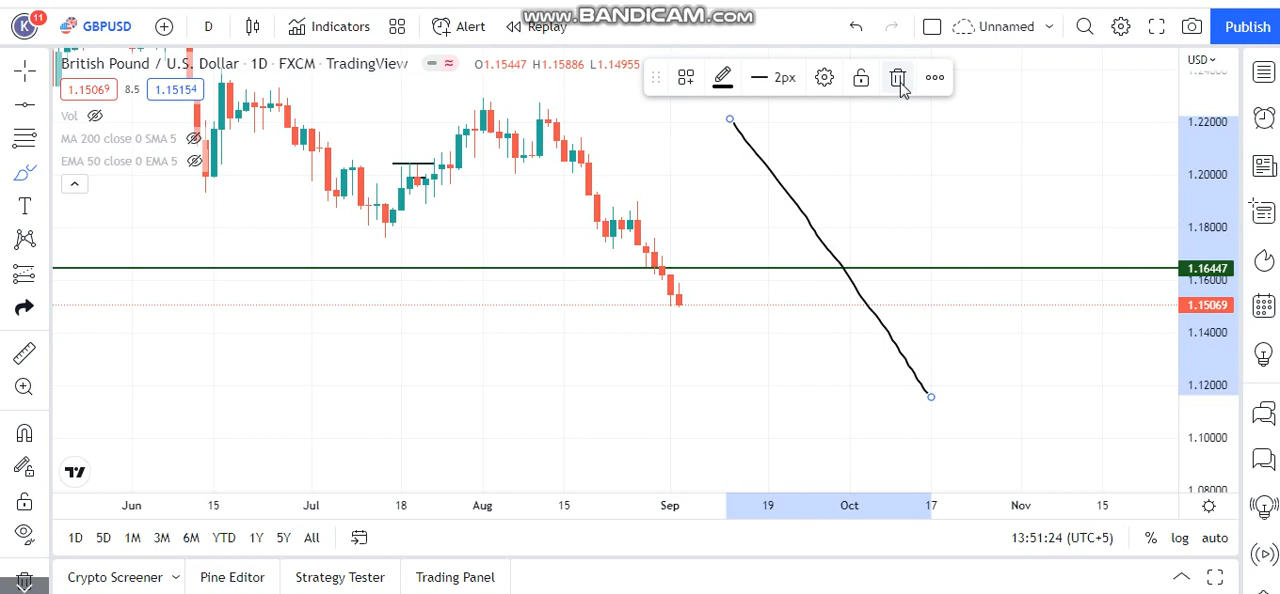 www.BANDICAM.com
K 11 GBPUSD D Indicators Alert Replay Unnamed Publish
British Pound / U.S. Dollar · 1D · FXCM · TradingView O1.15447 H1.15886 L1.14955
2px
USD
1.15069 8.5 1.15154
Vol
MA 200 close 0 SMA 5
EMA 50 close 0 EMA 5
1.24000
1.22000
1.20000
1.18000
1.16447
1.16000
1.15069
1.14000
1.12000
1.10000
1.08000
Jun 15 Jul 18 Aug 15 Sep 19 Oct 17 Nov 15
1D 5D 1M 3M 6M YTD 1Y 5Y All 13:51:24 (UTC+5) % log auto
Crypto Screener Pine Editor Strategy Tester Trading Panel